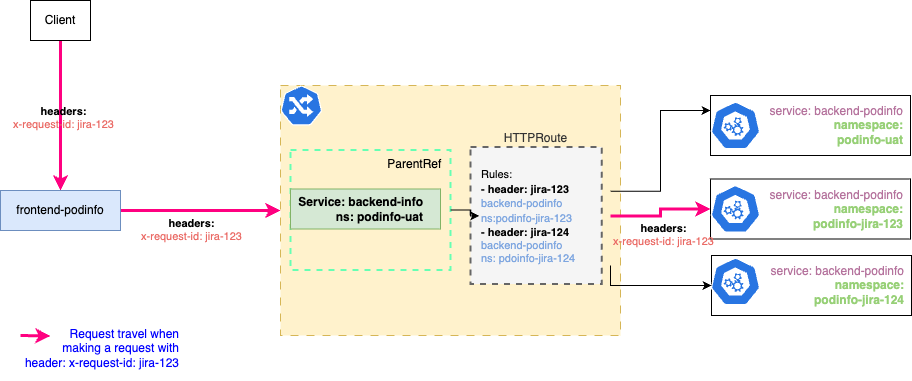 Client
headers:
x-request-id: jira-123
frontend-podinfo
headers:
x-request-id: jira-123
ParentRef
Service: backend-info
ns: podinfo-uat
HTTPRoute
Rules:
- header: jira-123
backend-podinfo
ns:podinfo-jira-123
- header: jira-124
backend-podinfo
ns: pdoinfo-jira-124
headers:
x-request-id: jira-123
service: backend-podinfo
namespace:
podinfo-uat
service: backend-podinfo
namespace:
podinfo-jira-123
service: backend-podinfo
namespace:
podinfo-jira-124
Request travel when
making a request with
header: x-request-id: jira-123